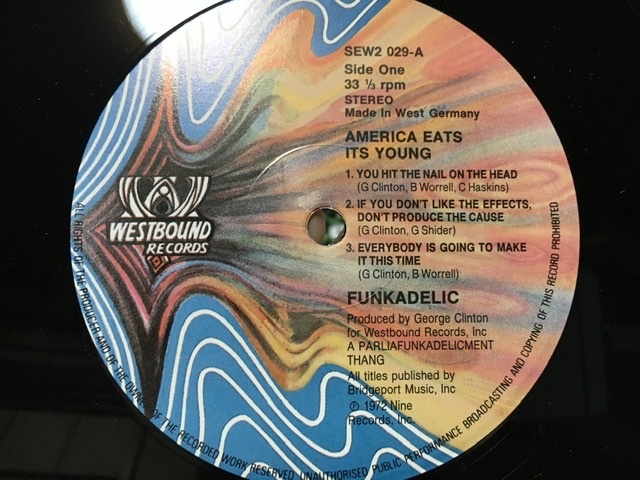 SEW2 029-A
Side One
33 ⅓ rpm
STEREO
Made In West Germany
AMERICA EATS
ITS YOUNG
1. YOU HIT THE NAIL ON THE HEAD
(G Clinton, B Worrell, C Haskins)
2. IF YOU DON'T LIKE THE EFFECTS,
DON'T PRODUCE THE CAUSE
(G Clinton, G Shider)
3. EVERYBODY IS GOING TO MAKE
IT THIS TIME
(G Clinton, B Worrell)
FUNKADELIC
Produced by George Clinton
for Westbound Records, Inc
A PARLIAFUNKADELICMENT
THANG
All titles published by
Bridgeport Music, Inc
℗ 1972 Nine
Records, Inc.
WESTBOUND
RECORDS
ALL RIGHTS OF THE PRODUCER AND OF THE OWNER OF THE RECORDED WORK RESERVED. UNAUTHORISED PUBLIC PERFORMANCE BROADCASTING AND COPYING OF THIS RECORD PROHIBITED